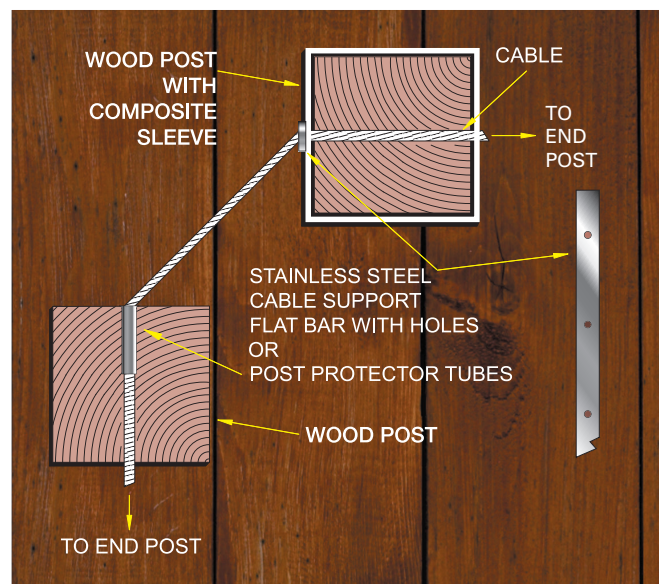 WOOD POST
WITH
COMPOSITE
SLEEVE
CABLE
TO
END
POST
STAINLESS STEEL
CABLE SUPPORT
FLAT BAR WITH HOLES
OR
POST PROTECTOR TUBES
WOOD POST
TO END POST